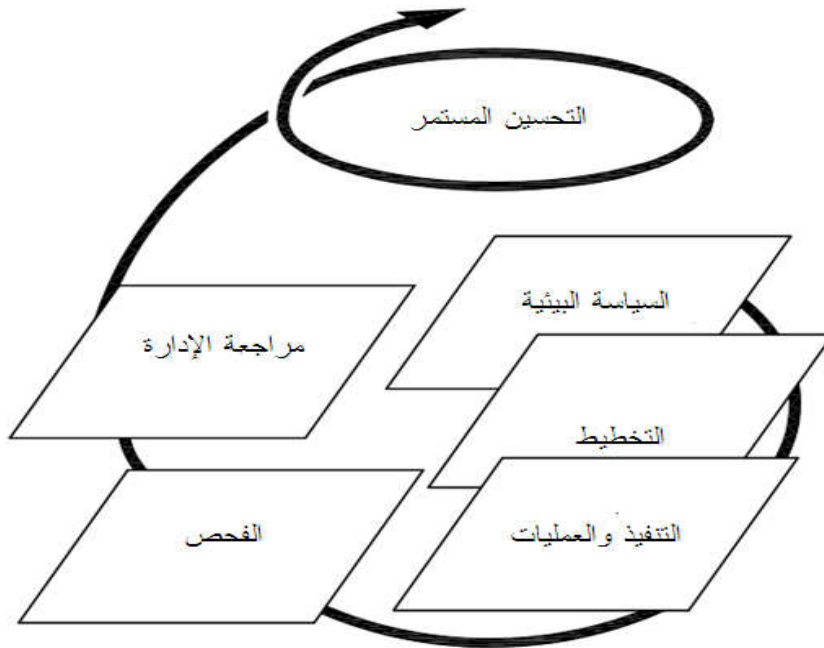 التحسين المستمر
السياسة البيئية
مراجعة الإدارة
التخطيط
التنفيذ والعمليات
الفحص